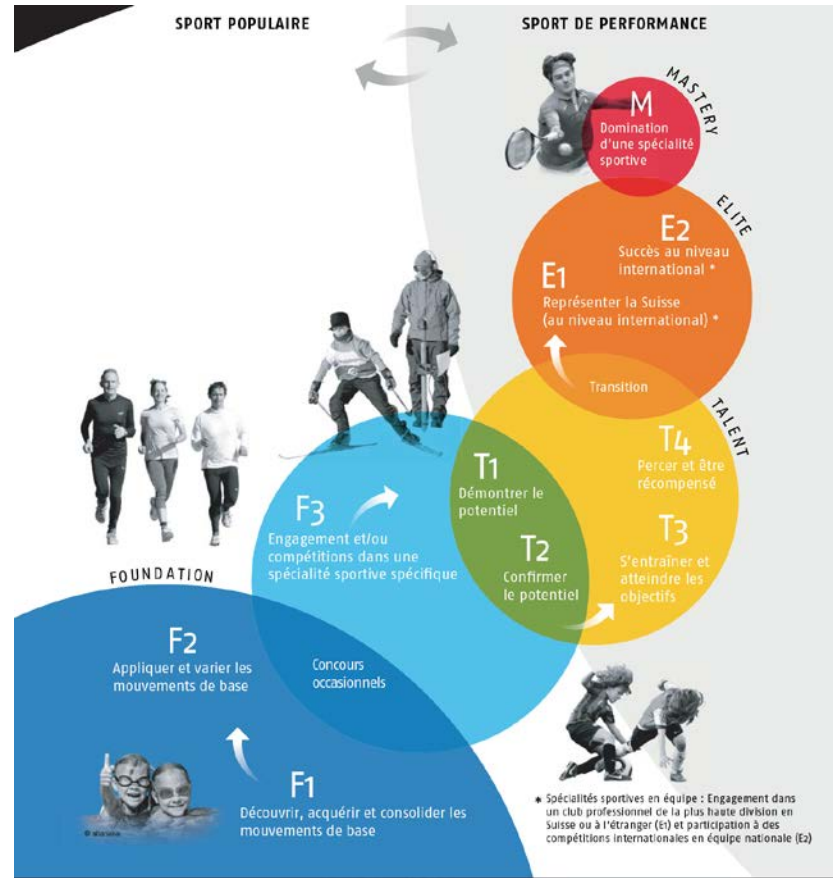 SPORT POPULAIRE
SPORT DE PERFORMANCE
MASTERY
M
Domination
d'une spécialité
sportive
ELITE
E2
Succès au niveau
international *
E1
Représenter la Suisse
(au niveau international) *
Transition
TALENT
T4
Percer et être
récompensé
T1
Démontrer le
potentiel
F3
Engagement et/ou
compétitions dans une
spécialité sportive spécifique
T3
S'entraîner et
atteindre les
objectifs
T2
Confirmer
le potentiel
FOUNDATION
F2
Appliquer et varier les
mouvements de base
Concours
occasionnels
F1
Découvrir, acquérir et consolider les
mouvements de base
* Spécialités sportives en équipe : Engagement dans
un club professionnel de la plus haute division en
Suisse ou à l'étranger (E1) et participation à des
compétitions internationales en équipe nationale (E2)